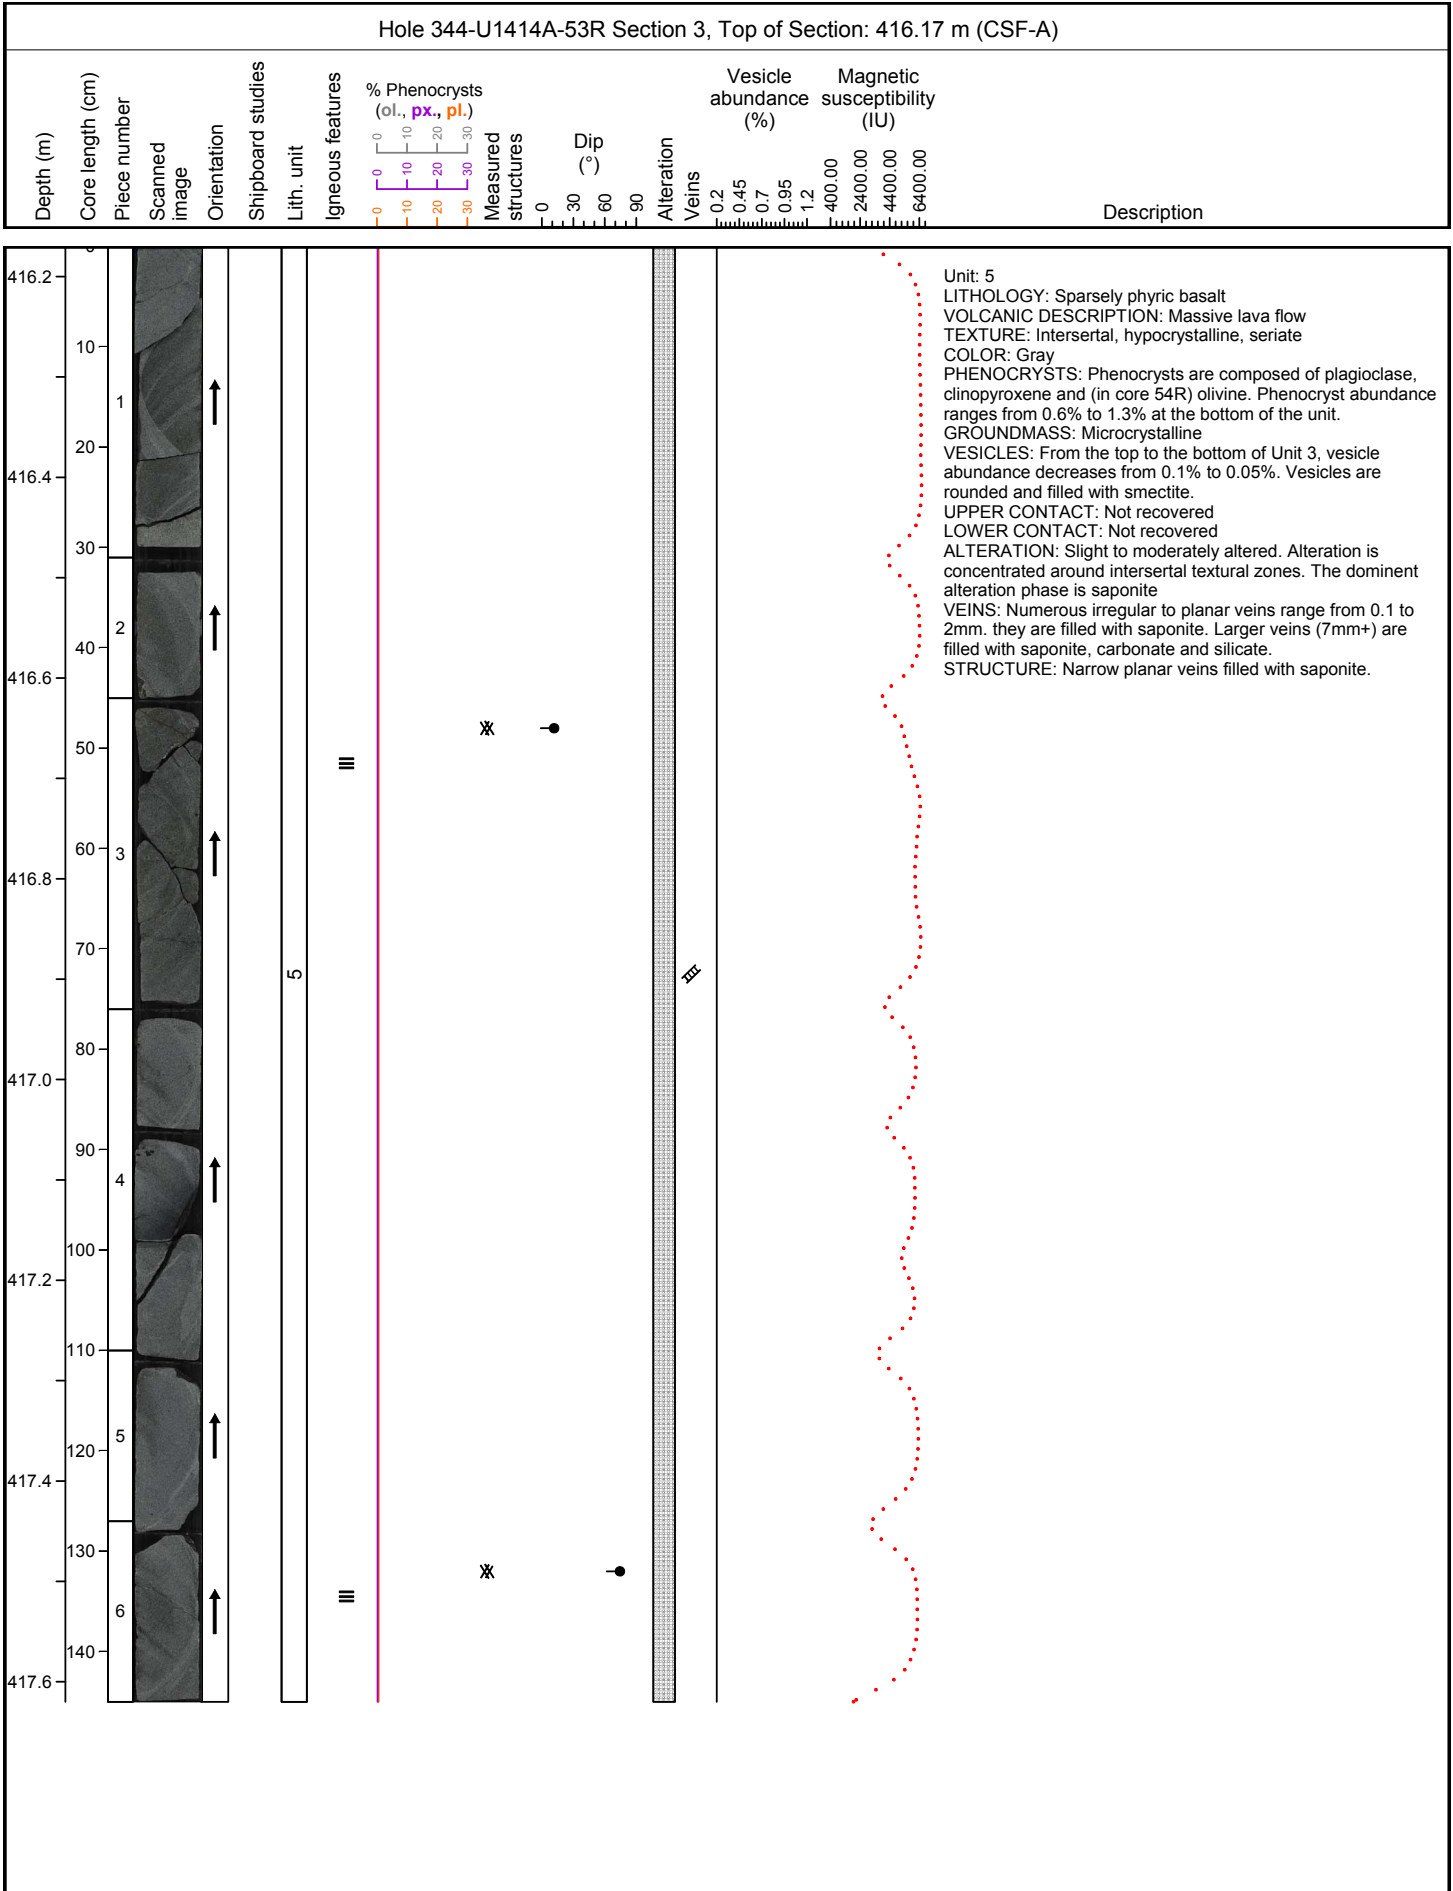 Hole 344-U1414A-53R Section 3, Top of Section: 416.17 m (CSF-A)
Depth (m)
Core length (cm)
Piece number
Scanned
image
Orientation
Shipboard studies
Lith. unit
Igneous features
% Phenocrysts
(ol., px., pl.)
0 10 20 30
0 10 20 30
0 10 20 30
Measured
structures
Dip
(°)
0 30 60 90
Alteration
Veins
Vesicle
abundance
(%)
0.2 0.45 0.7 0.95 1.2
Magnetic
susceptibility
(IU)
400.00 2400.00 4400.00 6400.00
Description
416.2
416.4
416.6
416.8
417.0
417.2
417.4
417.6
10
20
30
40
50
60
70
80
90
100
110
120
130
140
1
2
3
4
5
6
5
Unit: 5
LITHOLOGY: Sparsely phyric basalt
VOLCANIC DESCRIPTION: Massive lava flow
TEXTURE: Intersertal, hypocrystalline, seriate
COLOR: Gray
PHENOCRYSTS: Phenocrysts are composed of plagioclase,
clinopyroxene and (in core 54R) olivine. Phenocryst abundance
ranges from 0.6% to 1.3% at the bottom of the unit.
GROUNDMASS: Microcrystalline
VESICLES: From the top to the bottom of Unit 3, vesicle
abundance decreases from 0.1% to 0.05%. Vesicles are
rounded and filled with smectite.
UPPER CONTACT: Not recovered
LOWER CONTACT: Not recovered
ALTERATION: Slight to moderately altered. Alteration is
concentrated around intersertal textural zones. The dominent
alteration phase is saponite
VEINS: Numerous irregular to planar veins range from 0.1 to
2mm. they are filled with saponite. Larger veins (7mm+) are
filled with saponite, carbonate and silicate.
STRUCTURE: Narrow planar veins filled with saponite.